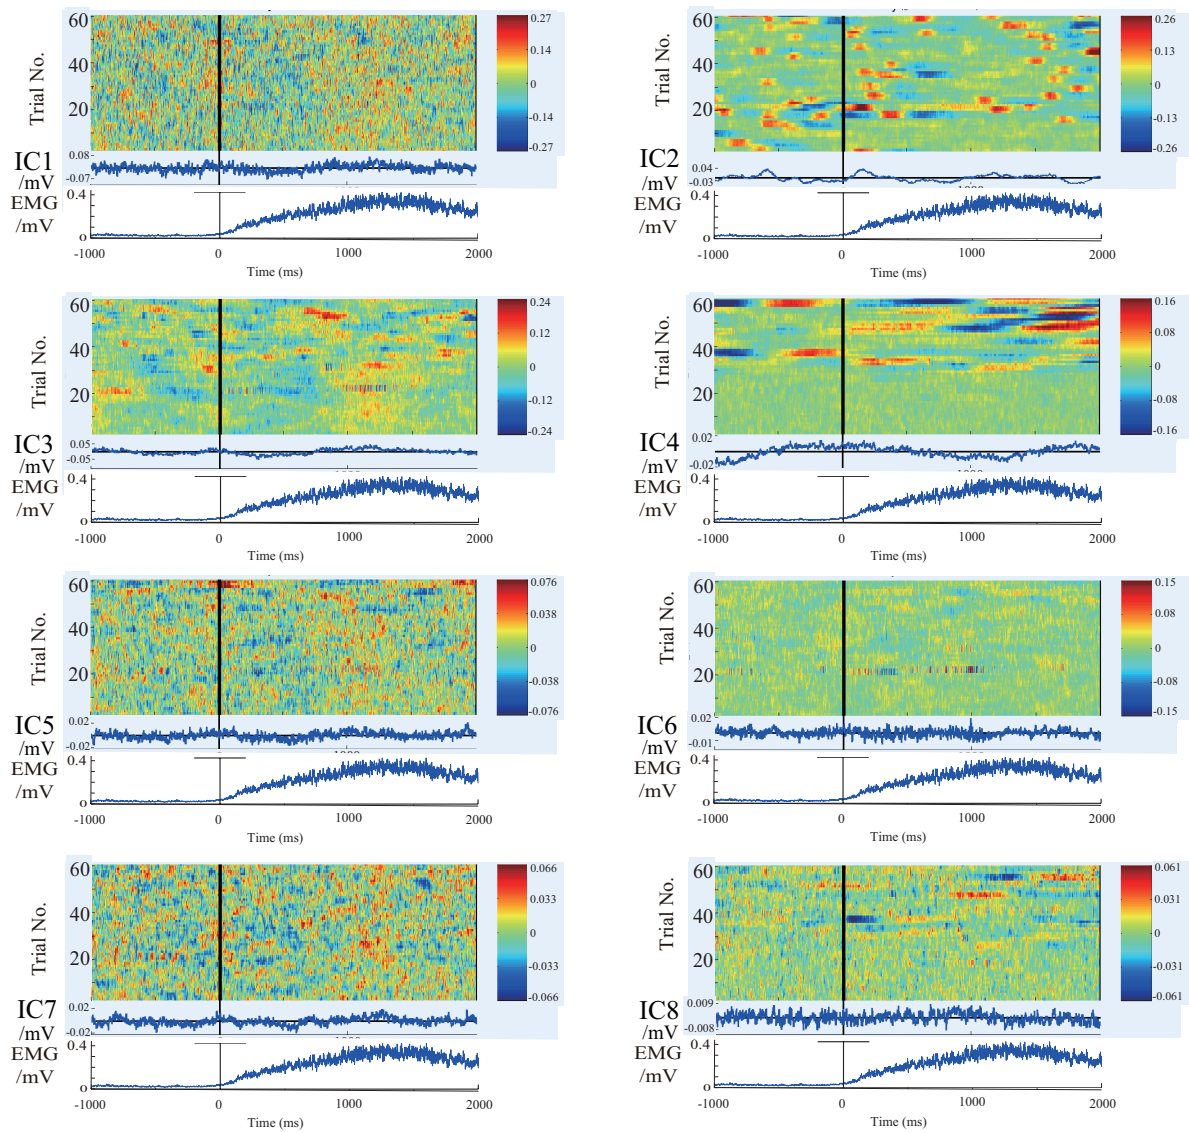 60
40
20
Trial No.
0.27
0.14
0
-0.14
-0.27
IC1
/mV
0.08
-0.07
EMG
/mV
0.4
0
-1000 0 1000 2000
Time (ms)
60
40
20
Trial No.
0.26
0.13
0
-0.13
-0.26
IC2
/mV
0.04
-0.03
EMG
/mV
0.4
0
-1000 0 1000 2000
Time (ms)
60
40
20
Trial No.
0.24
0.12
0
-0.12
-0.24
IC3
/mV
0.05
-0.05
EMG
/mV
0.4
0
-1000 0 1000 2000
Time (ms)
60
40
20
Trial No.
0.16
0.08
0
-0.08
-0.16
IC4
/mV
0.02
-0.02
EMG
/mV
0.4
0
-1000 0 1000 2000
Time (ms)
60
40
20
Trial No.
0.076
0.038
0
-0.038
-0.076
IC5
/mV
0.02
-0.02
EMG
/mV
0.4
0
-1000 0 1000 2000
Time (ms)
60
40
20
Trial No.
0.15
0.08
0
-0.08
-0.15
IC6
/mV
0.02
-0.01
EMG
/mV
0.4
0
-1000 0 1000 2000
Time (ms)
60
40
20
Trial No.
0.066
0.033
0
-0.033
-0.066
IC7
/mV
0.02
-0.02
EMG
/mV
0.4
0
-1000 0 1000 2000
Time (ms)
60
40
20
Trial No.
0.061
0.031
0
-0.031
-0.061
IC8
/mV
0.009
-0.008
EMG
/mV
0.4
0
-1000 0 1000 2000
Time (ms)